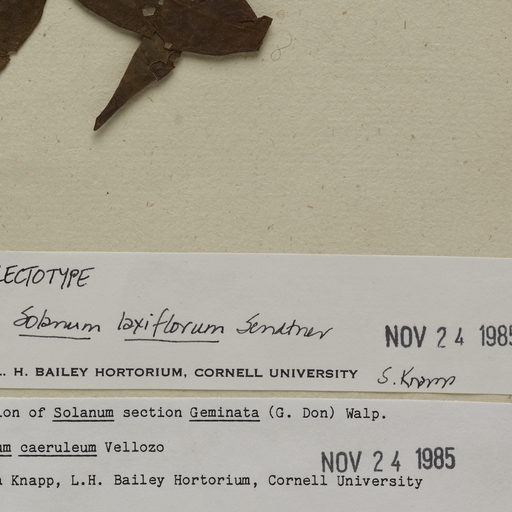 LECTOTYPE
Solanum laxiflorum Sendtner
NOV 24 1985
L. H. BAILEY HORTORIUM, CORNELL UNIVERSITY S. Knapp
ion of Solanum section Geminata (G. Don) Walp.
um caeruleum Vellozo
NOV 24 1985
a Knapp, L.H. Bailey Hortorium, Cornell University